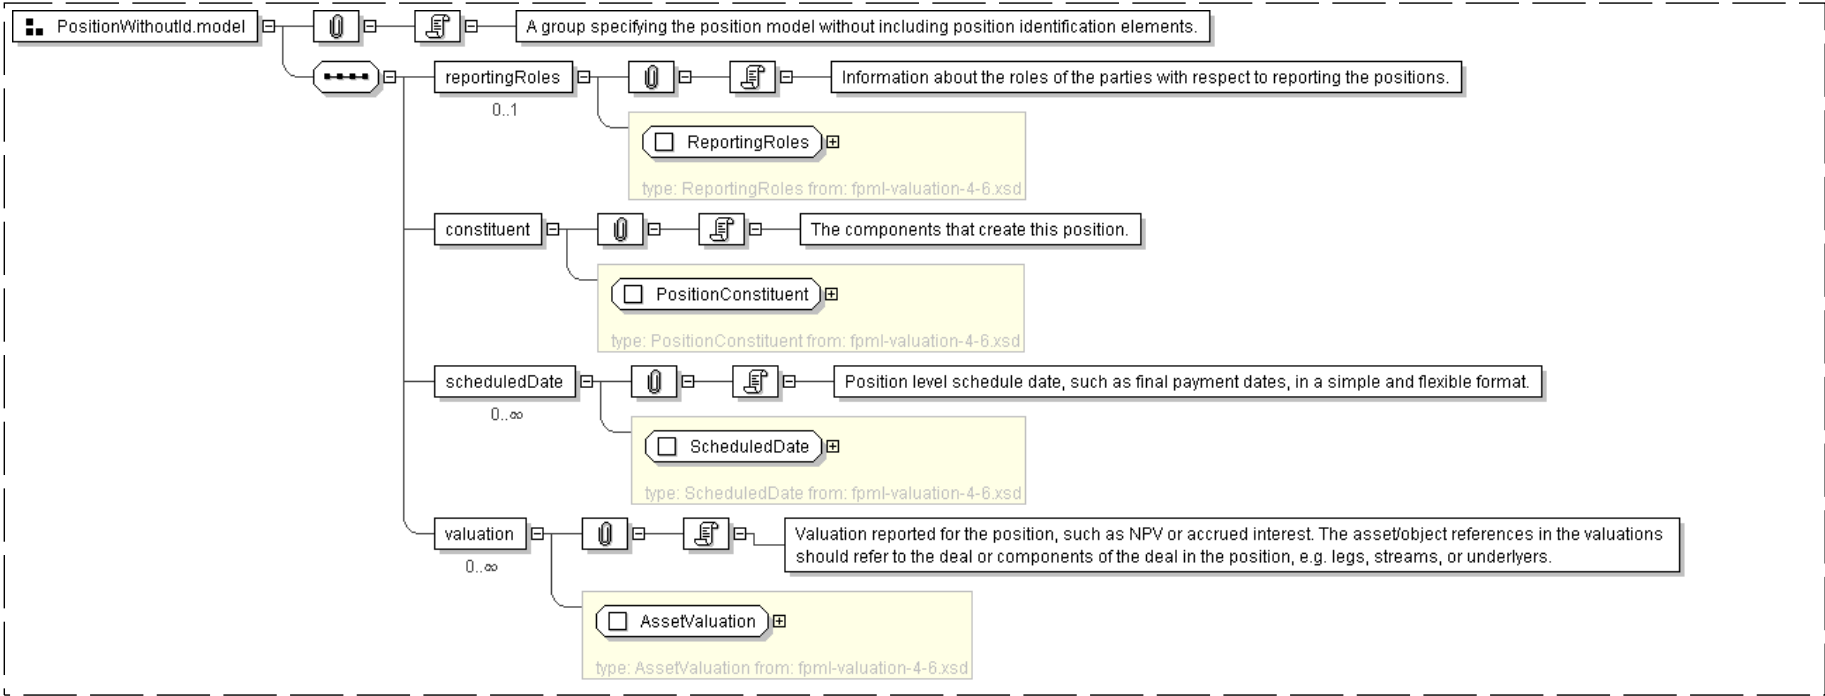 PositionWithoutId.model
A group specifying the position model without including position identification elements.
reportingRoles
Information about the roles of the parties with respect to reporting the positions.
0..1
ReportingRoles
type: ReportingRoles from: fpml-valuation-4-6.xsd
constituent
The components that create this position.
PositionConstituent
type: PositionConstituent from: fpml-valuation-4-6.xsd
scheduledDate
Position level schedule date, such as final payment dates, in a simple and flexible format.
0..∞
ScheduledDate
type: ScheduledDate from: fpml-valuation-4-6.xsd
valuation
Valuation reported for the position, such as NPV or accrued interest. The asset/object references in the valuations
should refer to the deal or components of the deal in the position, e.g. legs, streams, or underlyers.
0..∞
AssetValuation
type: AssetValuation from: fpml-valuation-4-6.xsd